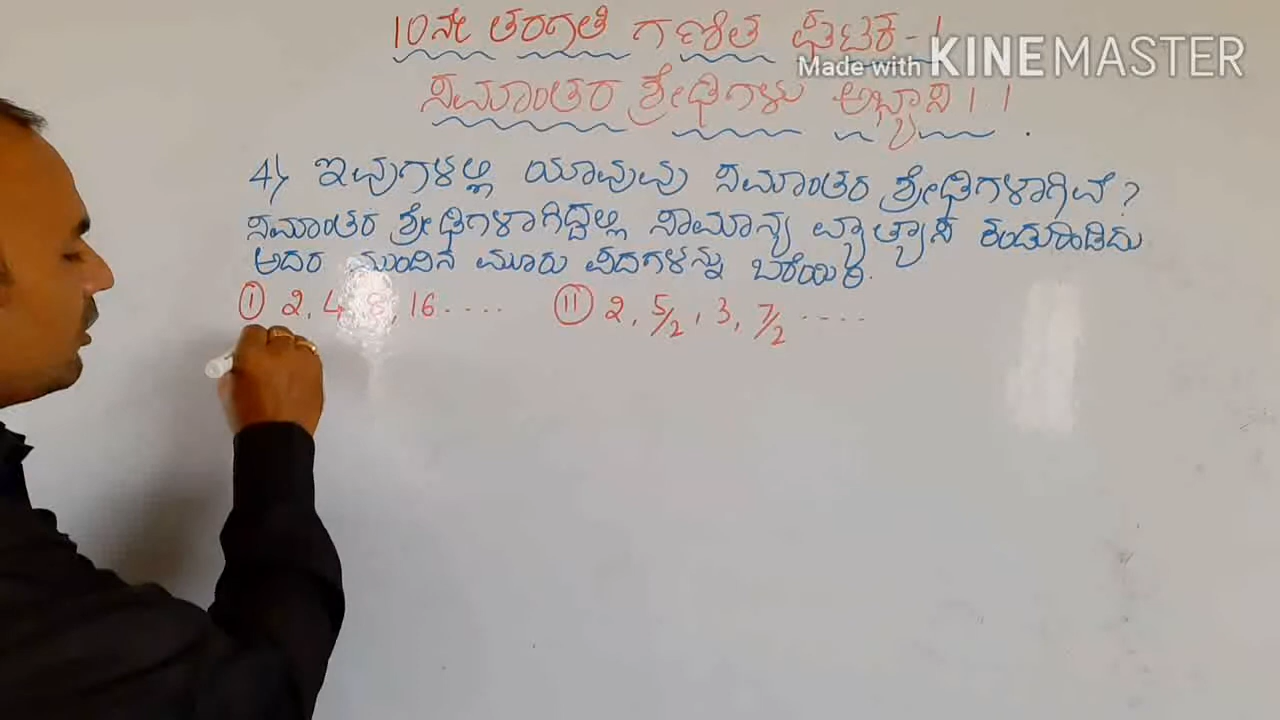 10ನೇ ತರಗತಿ ಗಣಿತ ಘಟಕ-1
Made with KINEMASTER
ಸಮಾಂತರ ಶ್ರೇಢಿಗಳು ಅಭ್ಯಾಸ 1.1
4) ಇವುಗಳಲ್ಲಿ ಯಾವುವು ಸಮಾಂತರ ಶ್ರೇಢಿಗಳಾಗಿವೆ?
ಸಮಾಂತರ ಶ್ರೇಢಿಗಳಾಗಿದ್ದಲ್ಲಿ ಸಾಮಾನ್ಯ ವ್ಯಾತ್ಯಾಸ ಕಂಡುಹಿಡಿದು
ಅದರ ಮುಂದಿನ ಮೂರು ಪದಗಳನ್ನು ಬರೆಯಿರಿ.
(i) 2, 4, 8, 16 .... (ii) 2, 5/2, 3, 7/2 ....